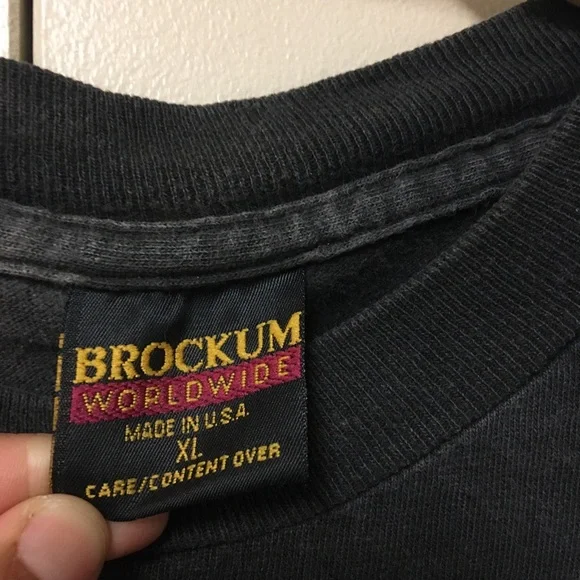 BROCKUM
WORLDWIDE
MADE IN U.S.A.
XL
CARE/CONTENT OVER